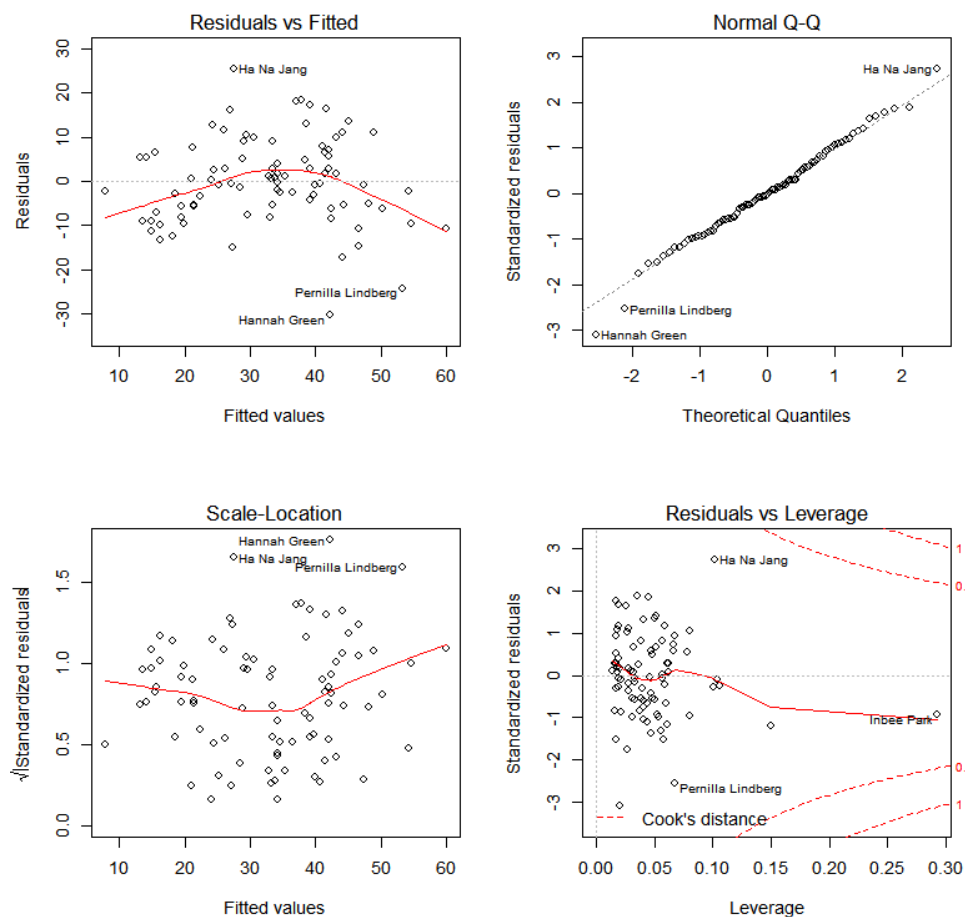 Residuals vs Fitted
Residuals
30
20
10
0
-10
-20
-30
Ha Na Jang
Pernilla Lindberg
Hannah Green
10 20 30 40 50 60
Fitted values
Normal Q-Q
Standardized residuals
3
2
1
0
-1
-2
-3
Ha Na Jang
Pernilla Lindberg
Hannah Green
-2 -1 0 1 2
Theoretical Quantiles
Scale-Location
√|Standardized residuals|
1.5
1.0
0.5
0.0
Hannah Green
Ha Na Jang
Pernilla Lindberg
10 20 30 40 50 60
Fitted values
Residuals vs Leverage
Standardized residuals
3
2
1
0
-1
-2
-3
Ha Na Jang
Inbee Park
Pernilla Lindberg
Cook's distance
1
0.
0.
1
0.00 0.05 0.10 0.15 0.20 0.25 0.30
Leverage